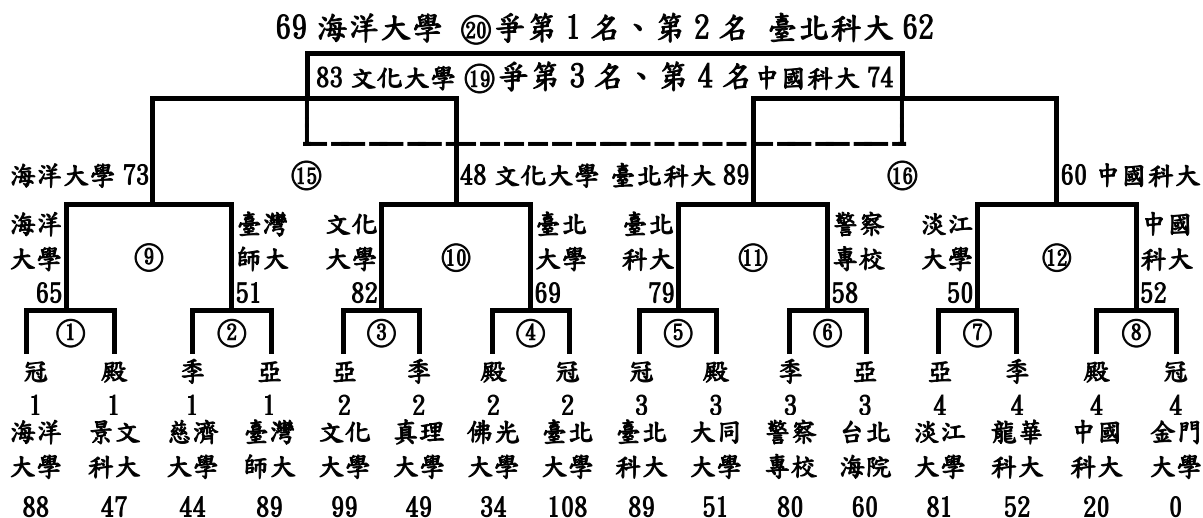 69 海洋大學 ⑳爭第 1 名、第 2 名 臺北科大 62
83 文化大學 ⑲爭第 3 名、第 4 名 中國科大 74
海洋大學 73 ⑮ 48 文化大學 臺北科大 89 ⑯ 60 中國科大
海洋 臺灣 文化 臺北 臺北 警察 淡江 中國
大學 ⑨ 師大 大學 ⑩ 大學 科大 ⑪ 專校 大學 ⑫ 科大
65 51 82 69 79 58 50 52
① ② ③ ④ ⑤ ⑥ ⑦ ⑧
冠 殿 季 亞 亞 季 殿 冠 冠 殿 季 亞 亞 季 殿 冠
1 1 1 1 2 2 2 2 3 3 3 3 4 4 4 4
海洋 景文 慈濟 臺灣 文化 真理 佛光 臺北 臺北 大同 警察 台北 淡江 龍華 中國 金門
大學 科大 大學 師大 大學 大學 大學 大學 科大 大學 專校 海院 大學 科大 科大 大學
88 47 44 89 99 49 34 108 89 51 80 60 81 52 20 0